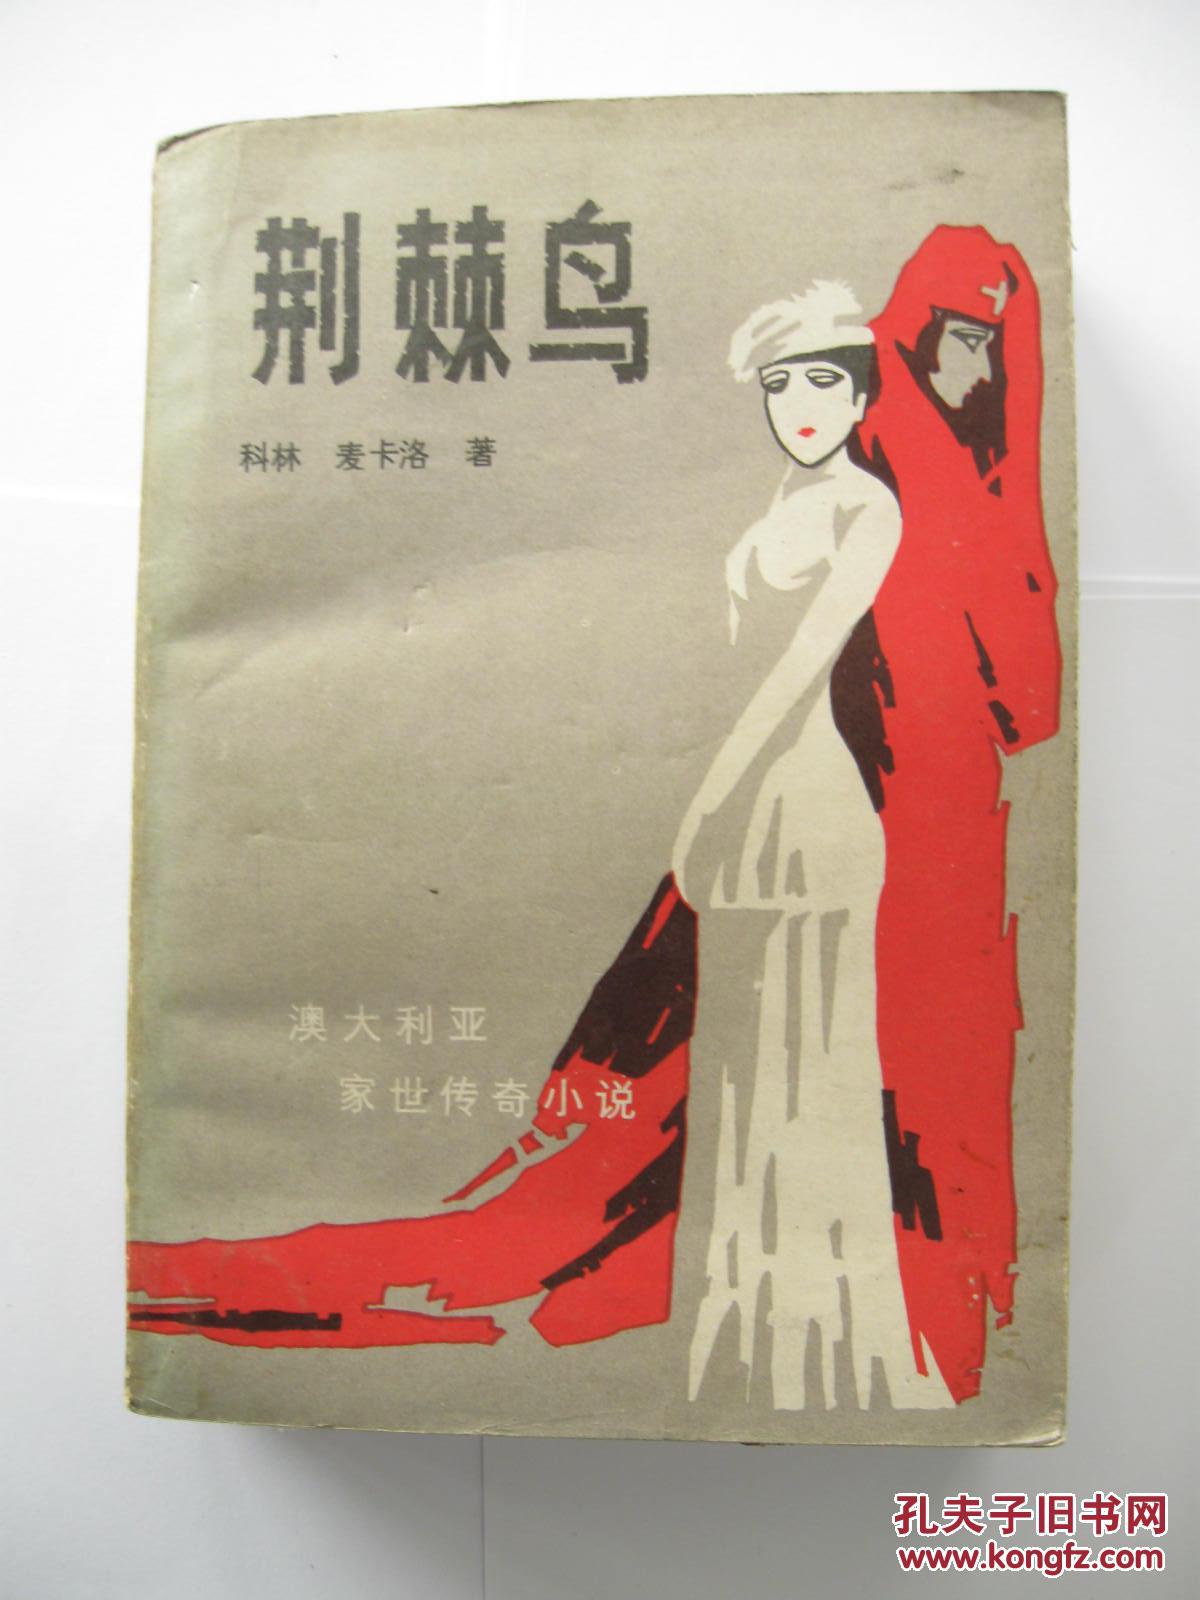 荆棘鸟
科林 麦卡洛 著
澳大利亚
家世传奇小说
孔夫子旧书网
www.kongfz.com